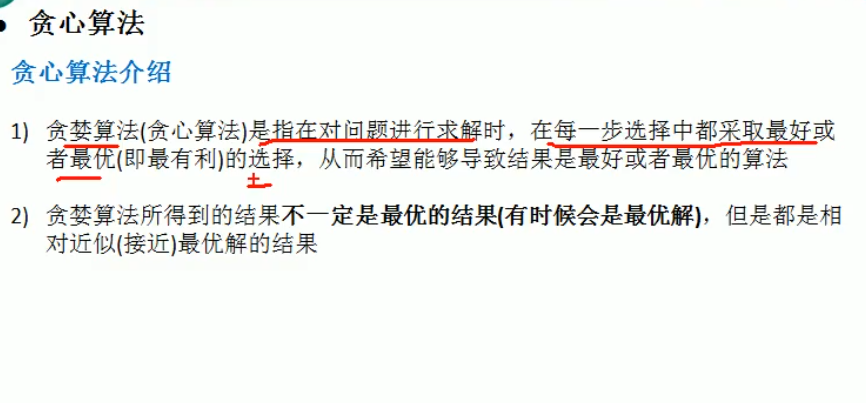 贪心算法
贪心算法介绍
1) 贪婪算法(贪心算法)是指在对问题进行求解时，在每一步选择中都采取最好或
者最优(即最有利)的选择，从而希望能够导致结果是最好或者最优的算法
2) 贪婪算法所得到的结果不一定是最优的结果(有时候会是最优解)，但是都是相
对近似(接近)最优解的结果